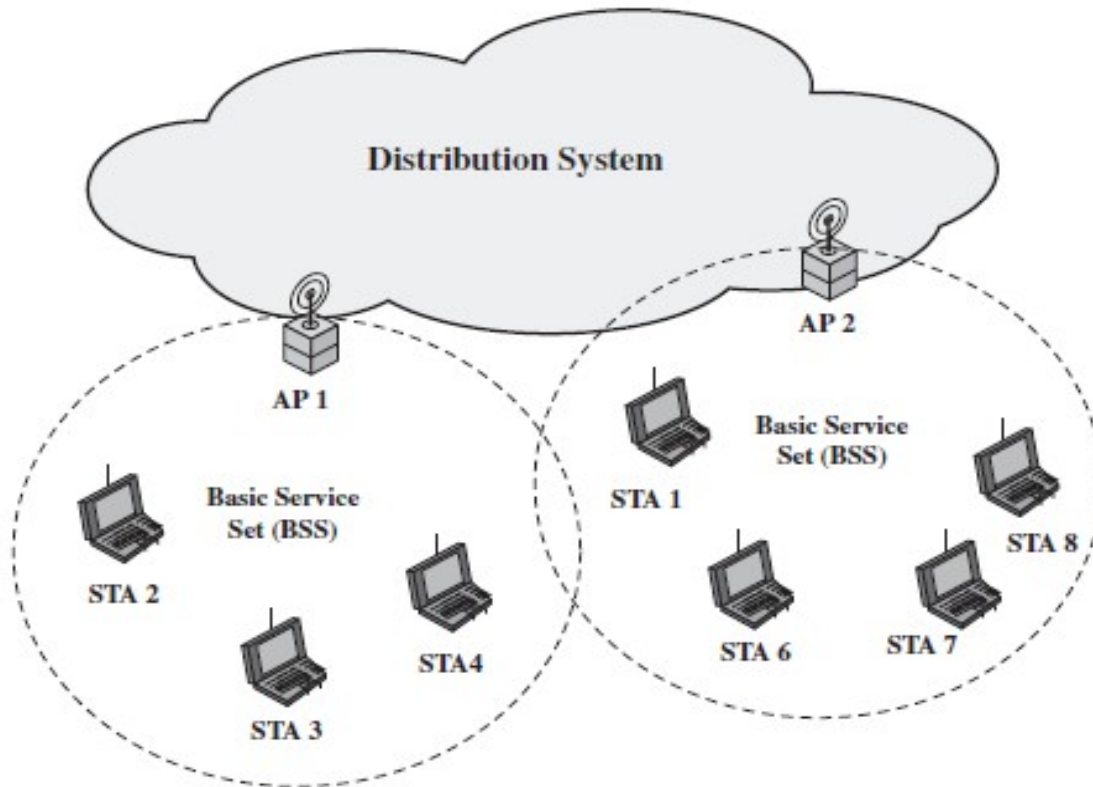 Distribution System
AP 2
AP 1
Basic Service
Set (BSS)
STA 1
STA 8
Basic Service
Set (BSS)
STA 2
STA 6
STA 7
STA4
STA 3